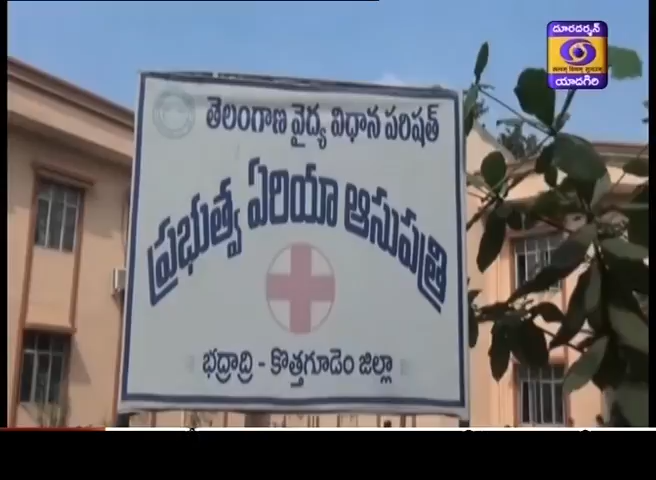 దూరదర్శన్
యాదగిరి
తెలంగాణ వైద్య విధాన పరిషత్
ప్రభుత్వ ఏరియా ఆసుపత్రి
భద్రాద్రి - కొత్తగూడెం జిల్లా